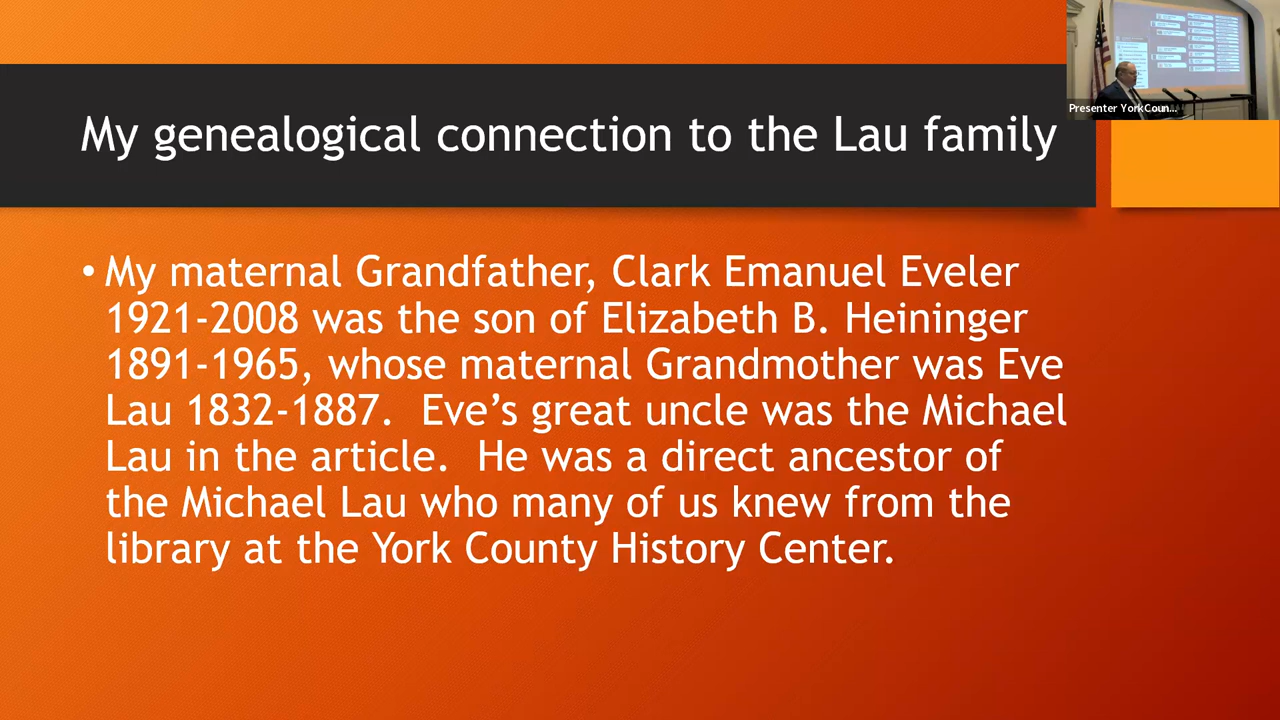 My genealogical connection to the Lau family
Presenter YorkCoun...
• My maternal Grandfather, Clark Emanuel Eveler
1921-2008 was the son of Elizabeth B. Heininger
1891-1965, whose maternal Grandmother was Eve
Lau 1832-1887.  Eve’s great uncle was the Michael
Lau in the article.  He was a direct ancestor of
the Michael Lau who many of us knew from the
library at the York County History Center.